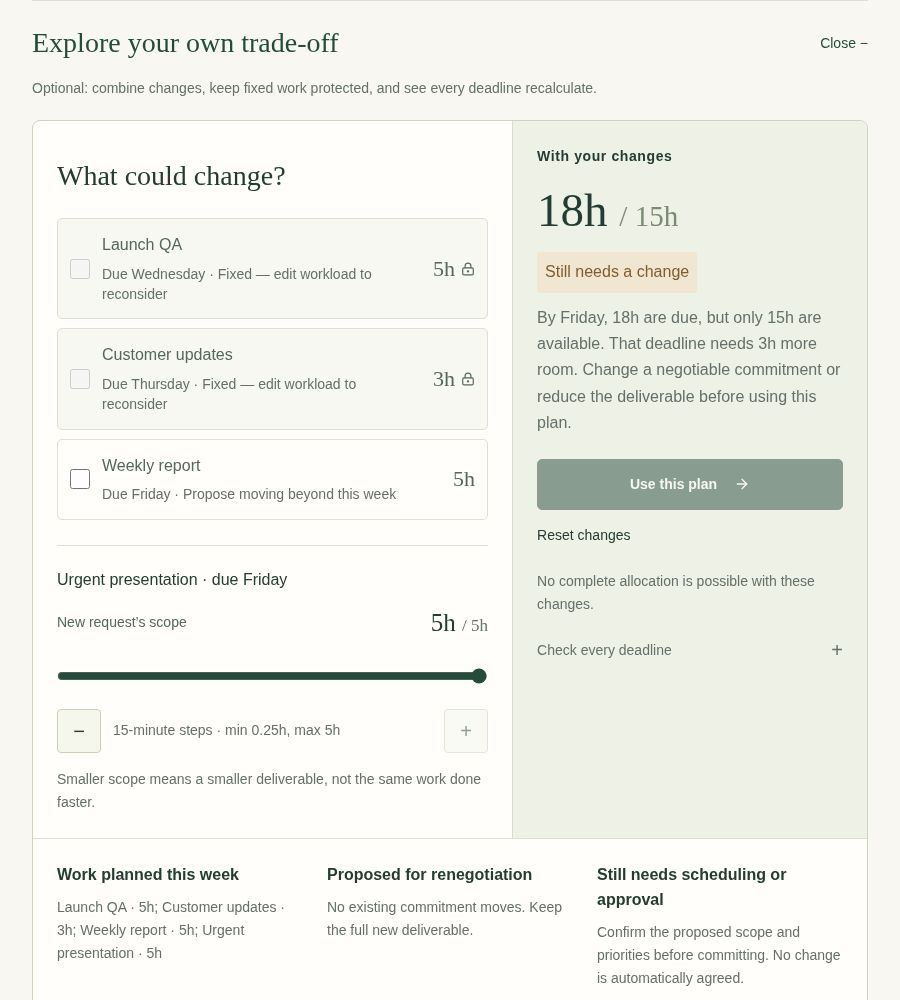 Explore your own trade-off
Close −
Optional: combine changes, keep fixed work protected, and see every deadline recalculate.
What could change?
Launch QA
Due Wednesday · Fixed — edit workload to
reconsider
5h
Customer updates
Due Thursday · Fixed — edit workload to
reconsider
3h
Weekly report
Due Friday · Propose moving beyond this week
5h
Urgent presentation · due Friday
New request's scope
5h / 5h
−
15-minute steps · min 0.25h, max 5h
+
Smaller scope means a smaller deliverable, not the same work done
faster.
With your changes
18h / 15h
Still needs a change
By Friday, 18h are due, but only 15h are
available. That deadline needs 3h more
room. Change a negotiable commitment or
reduce the deliverable before using this
plan.
Use this plan →
Reset changes
No complete allocation is possible with these
changes.
Check every deadline +
Work planned this week
Launch QA · 5h; Customer updates ·
3h; Weekly report · 5h; Urgent
presentation · 5h
Proposed for renegotiation
No existing commitment moves. Keep
the full new deliverable.
Still needs scheduling or
approval
Confirm the proposed scope and
priorities before committing. No change
is automatically agreed.